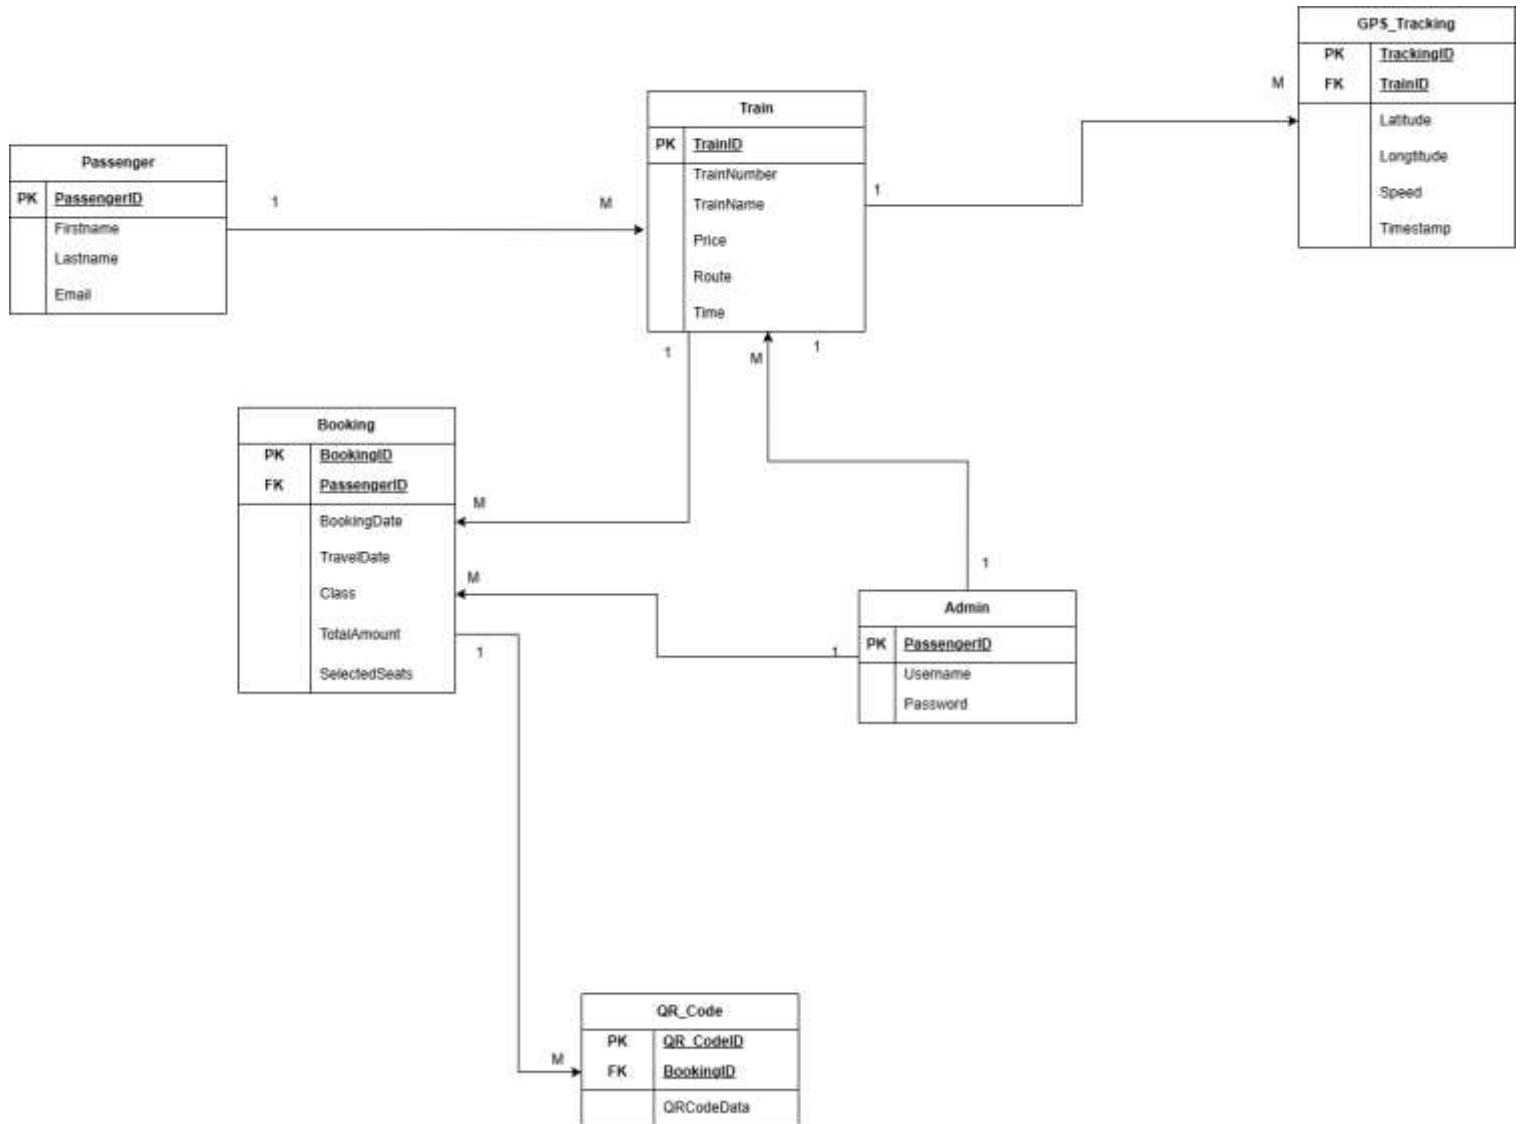 GPS_Tracking
PK TrackingID
FK TrainID
Latitude
Longtitude
Speed
Timestamp
M
Train
PK TrainID
TrainNumber
TrainName
Price
Route
Time
1
Passenger
PK PassengerID
Firstname
Lastname
Email
1
M
1
M
1
Booking
PK BookingID
FK PassengerID
BookingDate
TravelDate
Class
TotalAmount
SelectedSeats
M
M
1
1
1
Admin
PK PassengerID
Username
Password
QR_Code
PK QR_CodeID
FK BookingID
QRCodeData
M